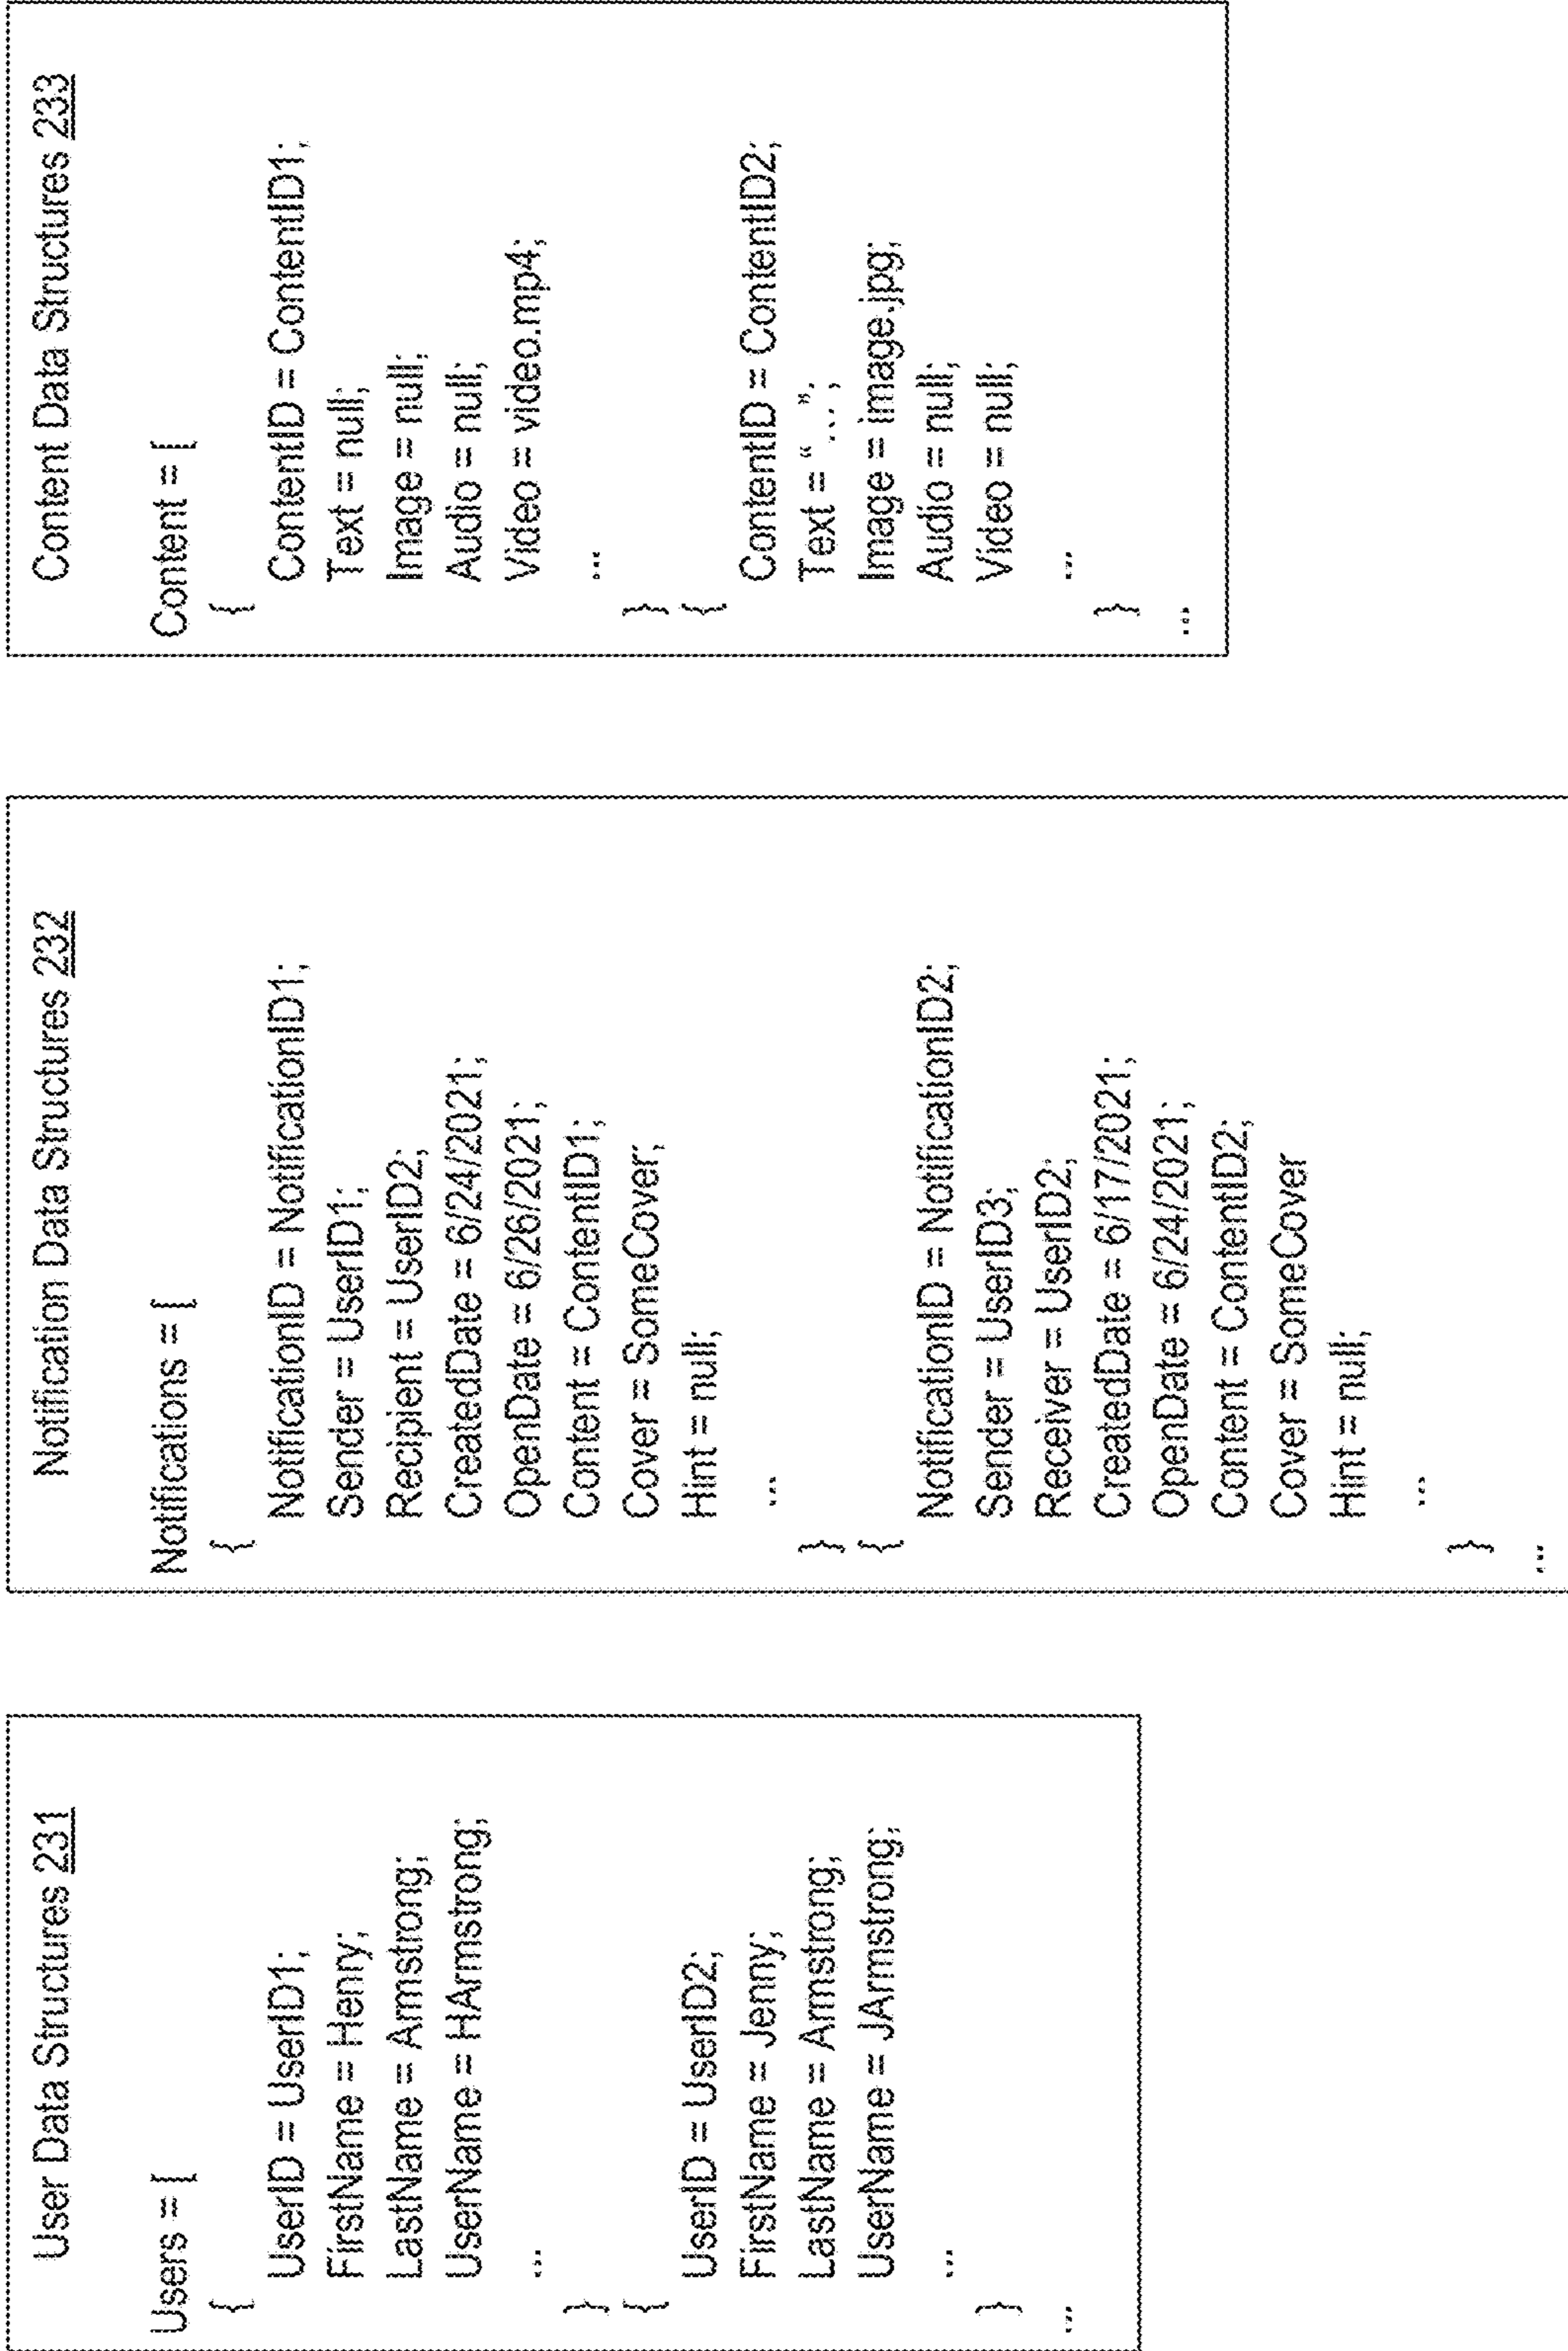 User Data Structures 231
Users = [
{
UserID = UserID1;
FirstName = Henry;
LastName = Armstrong;
UserName = HArmstrong;
...
}
{
UserID = UserID2;
FirstName = Jenny;
LastName = Armstrong;
UserName = JArmstrong;
...
}
...
Notification Data Structures 232
Notifications = [
{
NotificationID = NotificationID1;
Sender = UserID1;
Recipient = UserID2;
CreatedDate = 6/24/2021;
OpenDate = 6/26/2021;
Content = ContentID1;
Cover = SomeCover;
Hint = null;
...
}
{
NotificationID = NotificationID2;
Sender = UserID3;
Receiver = UserID2;
CreatedDate = 6/17/2021;
OpenDate = 6/24/2021;
Content = ContentID2;
Cover = SomeCover
Hint = null;
...
}
...
Content Data Structures 233
Content = [
{
ContentID = ContentID1;
Text = null;
Image = null;
Audio = null;
Video = video.mp4;
...
}
{
ContentID = ContentID2;
Text = “...”;
Image = image.jpg;
Audio = null;
Video = null;
...
}
...